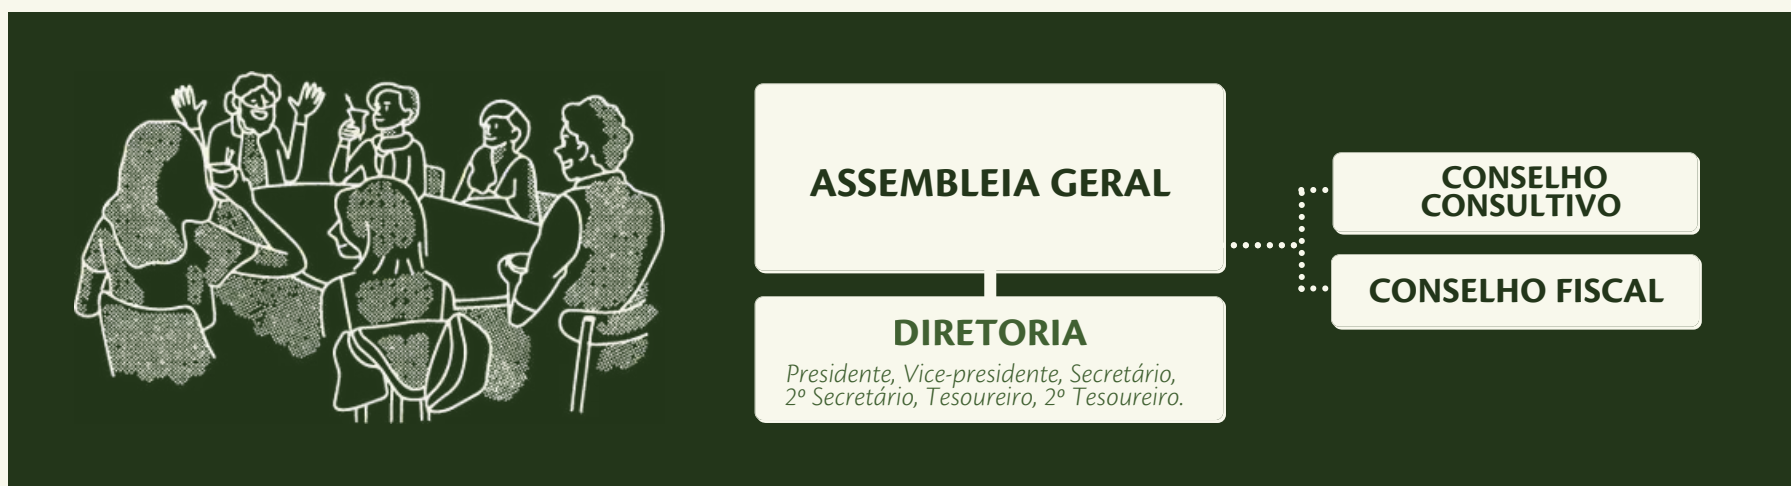 ASSEMBLEIA GERAL
DIRETORIA
Presidente, Vice-presidente, Secretário,
2º Secretário, Tesoureiro, 2º Tesoureiro.
CONSELHO
CONSULTIVO
CONSELHO FISCAL